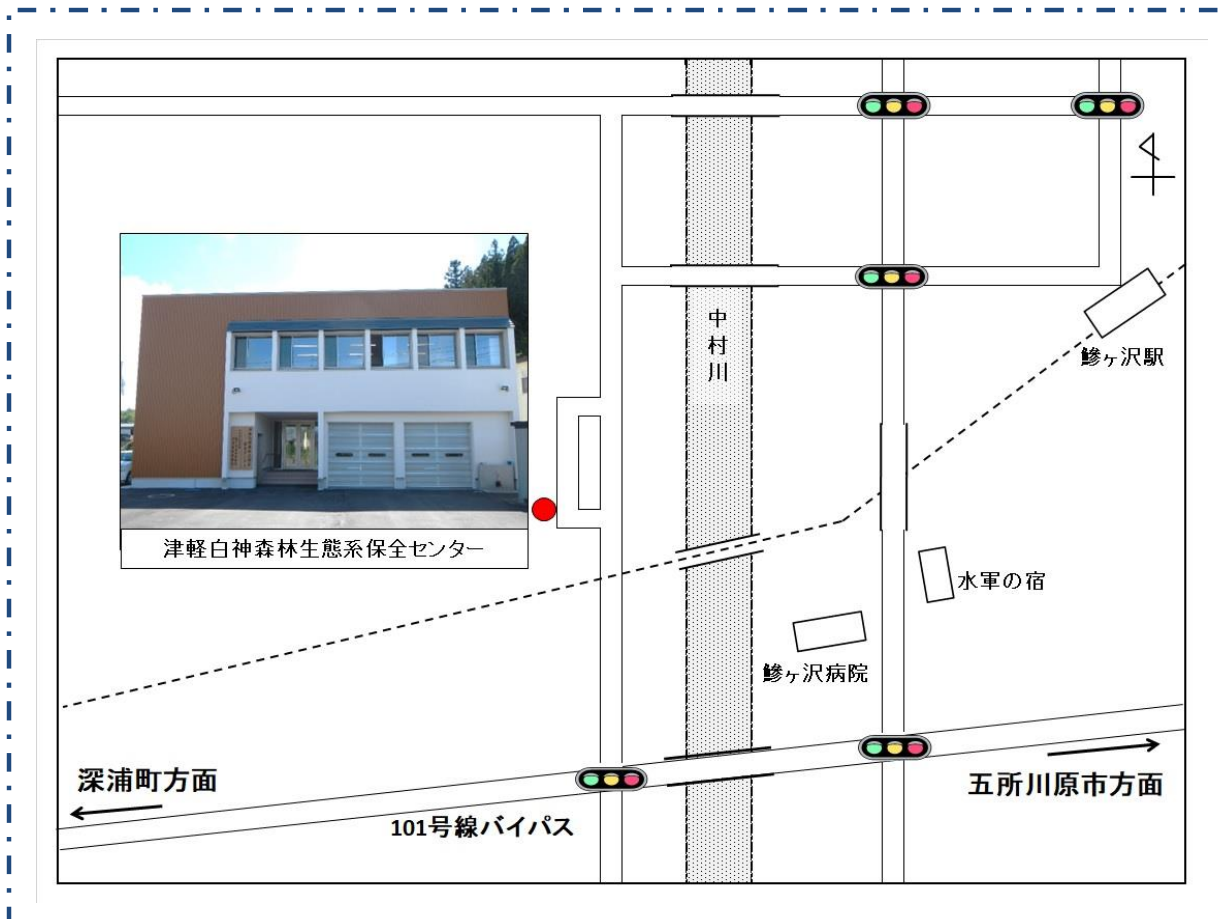 中村川
鰺ヶ沢駅
津軽白神森林生態系保全センター
水軍の宿
鰺ヶ沢病院
深浦町方面
五所川原市方面
101号線バイパス